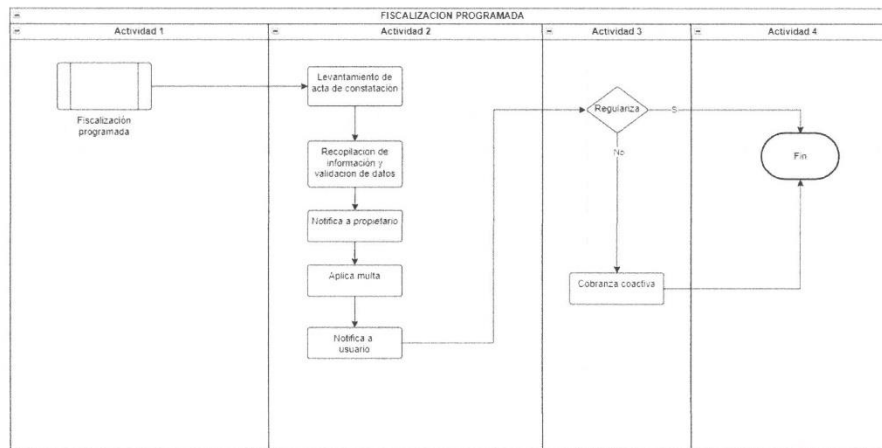 FISCALIZACION PROGRAMADA
Actividad 1
Actividad 2
Actividad 3
Actividad 4
Fiscalización
programada
Levantamiento de
acta de constatación
Recopilacion de
información y
validacion de datos
Notifica a propietario
Aplica multa
Notifica a
usuario
Regulariza
S
No
Cobranza coactiva
Fin